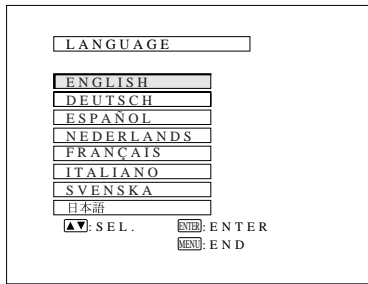 LANGUAGE
ENGLISH
DEUTSCH
ESPAÑOL
NEDERLANDS
FRANÇAIS
ITALIANO
SVENSKA
日本語
▲▼: SEL. ENTER: ENTER
MENU: END